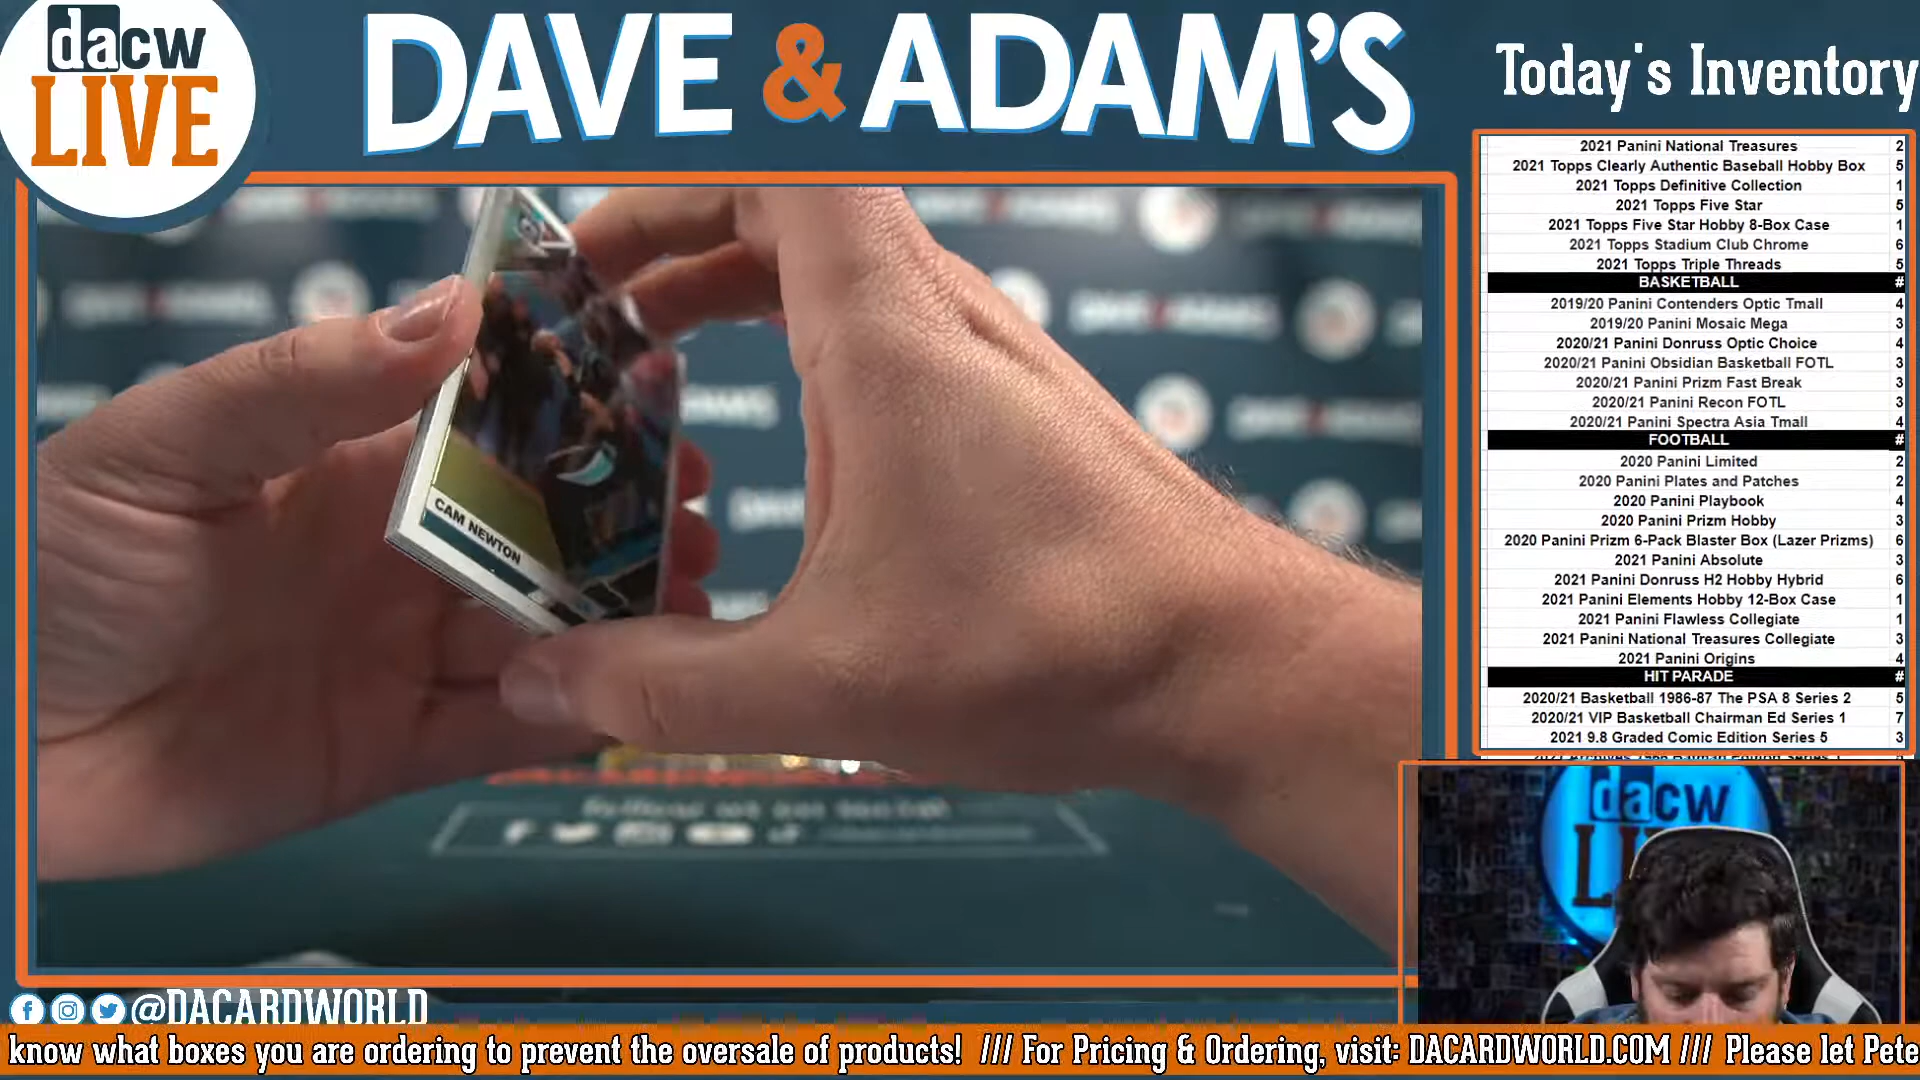 dacw
LIVE
DAVE & ADAM'S
Today's Inventory
2021 Panini National Treasures 2
2021 Topps Clearly Authentic Baseball Hobby Box 5
2021 Topps Definitive Collection 1
2021 Topps Five Star 5
2021 Topps Five Star Hobby 8-Box Case 1
2021 Topps Stadium Club Chrome 6
2021 Topps Triple Threads 5
BASKETBALL #
2019/20 Panini Contenders Optic Tmall 4
2019/20 Panini Mosaic Mega 3
2020/21 Panini Donruss Optic Choice 4
2020/21 Panini Obsidian Basketball FOTL 3
2020/21 Panini Prizm Fast Break 3
2020/21 Panini Recon FOTL 3
2020/21 Panini Spectra Asia Tmall 4
FOOTBALL #
2020 Panini Limited 2
2020 Panini Plates and Patches 2
2020 Panini Playbook 4
2020 Panini Prizm Hobby 3
2020 Panini Prizm 6-Pack Blaster Box (Lazer Prizms) 6
2021 Panini Absolute 3
2021 Panini Donruss H2 Hobby Hybrid 6
2021 Panini Elements Hobby 12-Box Case 1
2021 Panini Flawless Collegiate 1
2021 Panini National Treasures Collegiate 3
2021 Panini Origins 4
HIT PARADE #
2020/21 Basketball 1986-87 The PSA 8 Series 2 5
2020/21 VIP Basketball Chairman Ed Series 1 7
2021 9.8 Graded Comic Edition Series 5 3
CAM NEWTON
Follow us on social
dacw
LI
@DACARDWORLD
know what boxes you are ordering to prevent the oversale of products! /// For Pricing & Ordering, visit: DACARDWORLD.COM /// Please let Pete